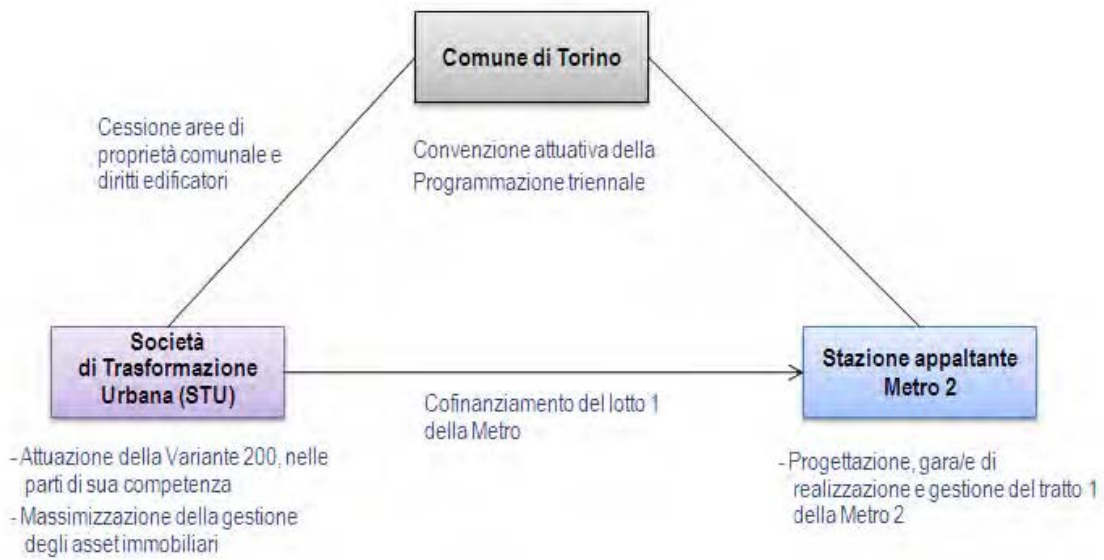 Comune di Torino
Cessione aree di
proprietà comunale e
diritti edificatori
Convenzione attuativa della
Programmazione triennale
Società
di Trasformazione
Urbana (STU)
Cofinanziamento del lotto 1
della Metro
Stazione appaltante
Metro 2
- Attuazione della Variante 200, nelle
parti di sua competenza
- Massimizzazione della gestione
degli asset immobiliari
- Progettazione, gara/e di
realizzazione e gestione del tratto 1
della Metro 2